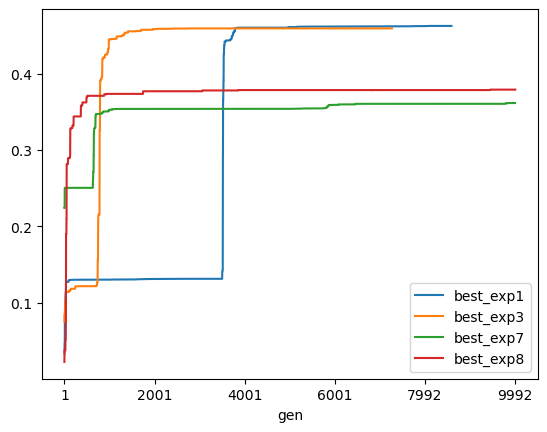 0.4
0.3
0.2
0.1
best_exp1
best_exp3
best_exp7
best_exp8
1 2001 4001 6001 7992 9992
gen